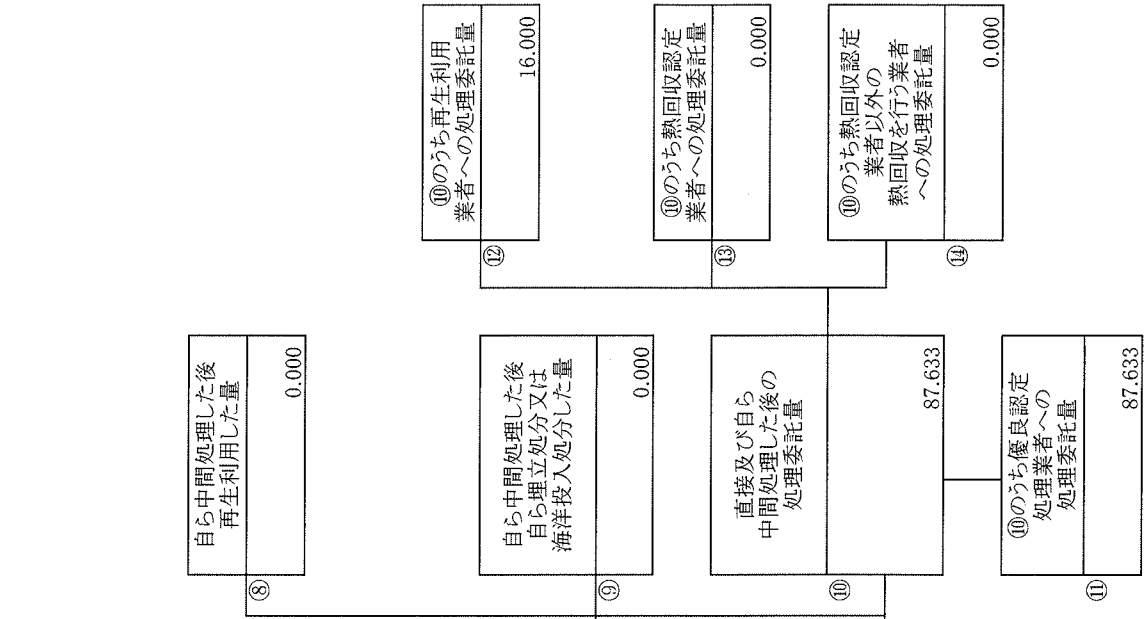 ⑧
自ら中間処理した後
再生利用した量
0.000
⑨
自ら中間処理した後
自ら埋立処分又は
海洋投入処分した量
0.000
⑩
直接及び自ら
中間処理した後の
処理委託量
87.633
⑪
⑩のうち優良認定
処理業者への
処理委託量
87.633
⑫
⑩のうち再生利用
業者への処理委託量
16.000
⑬
⑩のうち熱回収認定
業者への処理委託量
0.000
⑭
⑩のうち熱回収認定
業者以外の
熱回収を行う業者
への処理委託量
0.000